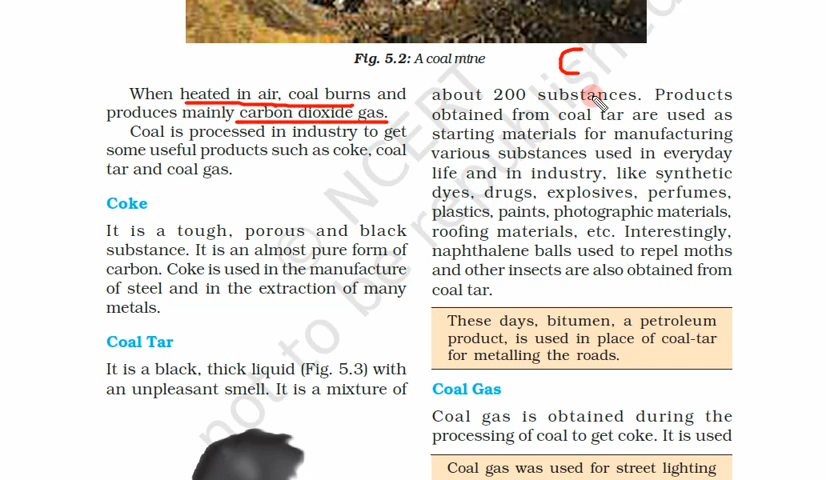 Fig. 5.2: A coal mine
C
When heated in air, coal burns and
produces mainly carbon dioxide gas.
Coal is processed in industry to get
some useful products such as coke, coal
tar and coal gas.
Coke
It is a tough, porous and black
substance. It is an almost pure form of
carbon. Coke is used in the manufacture
of steel and in the extraction of many
metals.
Coal Tar
It is a black, thick liquid (Fig. 5.3) with
an unpleasant smell. It is a mixture of
about 200 substances. Products
obtained from coal tar are used as
starting materials for manufacturing
various substances used in everyday
life and in industry, like synthetic
dyes, drugs, explosives, perfumes,
plastics, paints, photographic materials,
roofing materials, etc. Interestingly,
naphthalene balls used to repel moths
and other insects are also obtained from
coal tar.
These days, bitumen, a petroleum
product, is used in place of coal-tar
for metalling the roads.
Coal Gas
Coal gas is obtained during the
processing of coal to get coke. It is used
Coal gas was used for street lighting
© NCERT
not to be republished